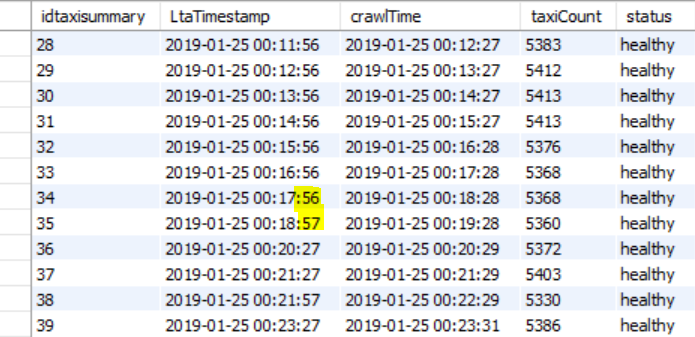 idtaxisummary LtaTimestamp crawlTime taxiCount status
28 2019-01-25 00:11:56 2019-01-25 00:12:27 5383 healthy
29 2019-01-25 00:12:56 2019-01-25 00:13:27 5412 healthy
30 2019-01-25 00:13:56 2019-01-25 00:14:27 5413 healthy
31 2019-01-25 00:14:56 2019-01-25 00:15:27 5413 healthy
32 2019-01-25 00:15:56 2019-01-25 00:16:28 5376 healthy
33 2019-01-25 00:16:56 2019-01-25 00:17:28 5368 healthy
34 2019-01-25 00:17:56 2019-01-25 00:18:28 5368 healthy
35 2019-01-25 00:18:57 2019-01-25 00:19:28 5360 healthy
36 2019-01-25 00:20:27 2019-01-25 00:20:29 5372 healthy
37 2019-01-25 00:21:27 2019-01-25 00:21:29 5403 healthy
38 2019-01-25 00:21:57 2019-01-25 00:22:29 5330 healthy
39 2019-01-25 00:23:27 2019-01-25 00:23:31 5386 healthy